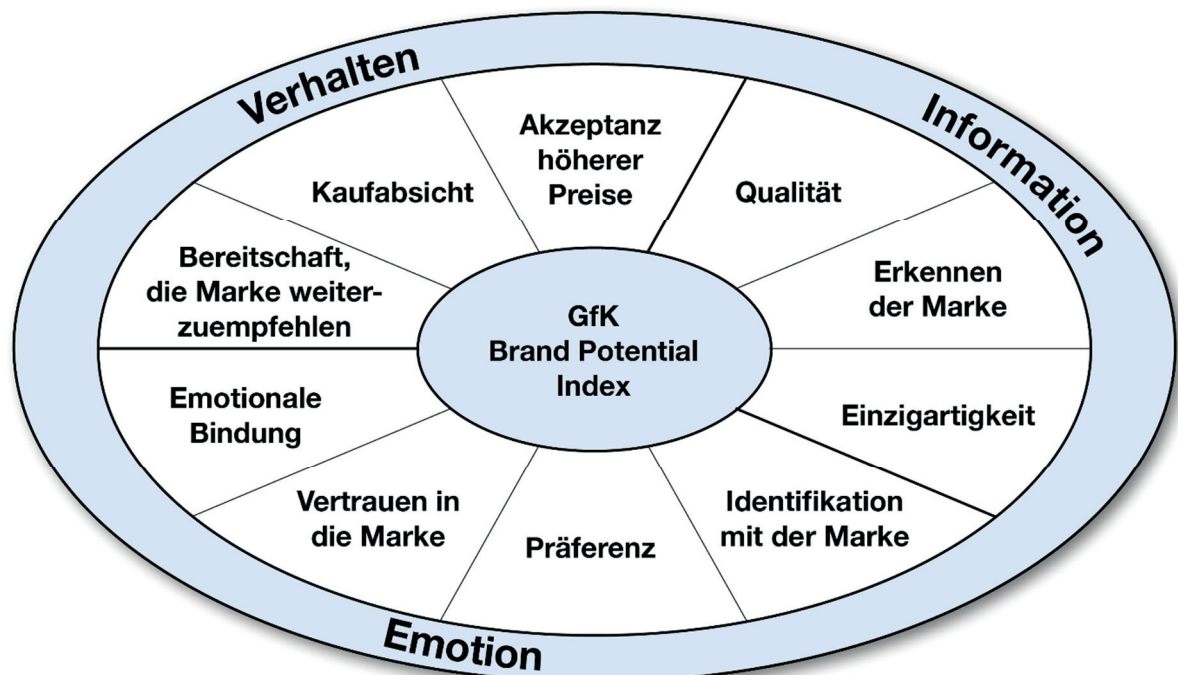 Verhalten
Information
Akzeptanz
höherer
Preise
Qualität
Kaufabsicht
Erkennen
der Marke
Bereitschaft,
die Marke weiter-
zuempfehlen
GfK
Brand Potential
Index
Emotionale
Bindung
Einzigartigkeit
Vertrauen in
die Marke
Präferenz
Identifikation
mit der Marke
Emotion